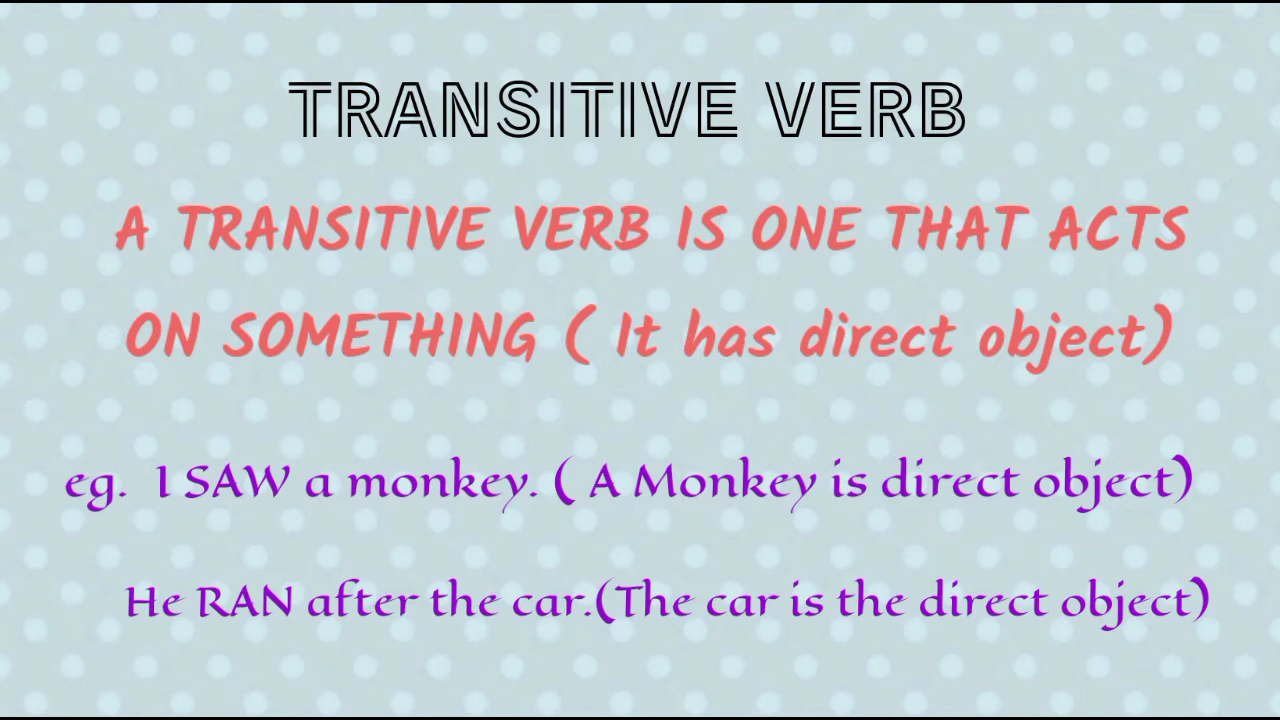 TRANSITIVE VERB
A TRANSITIVE VERB IS ONE THAT ACTS
ON SOMETHING ( It has direct object)
eg. I SAW a monkey. ( A Monkey is direct object)
He RAN after the car.(The car is the direct object)